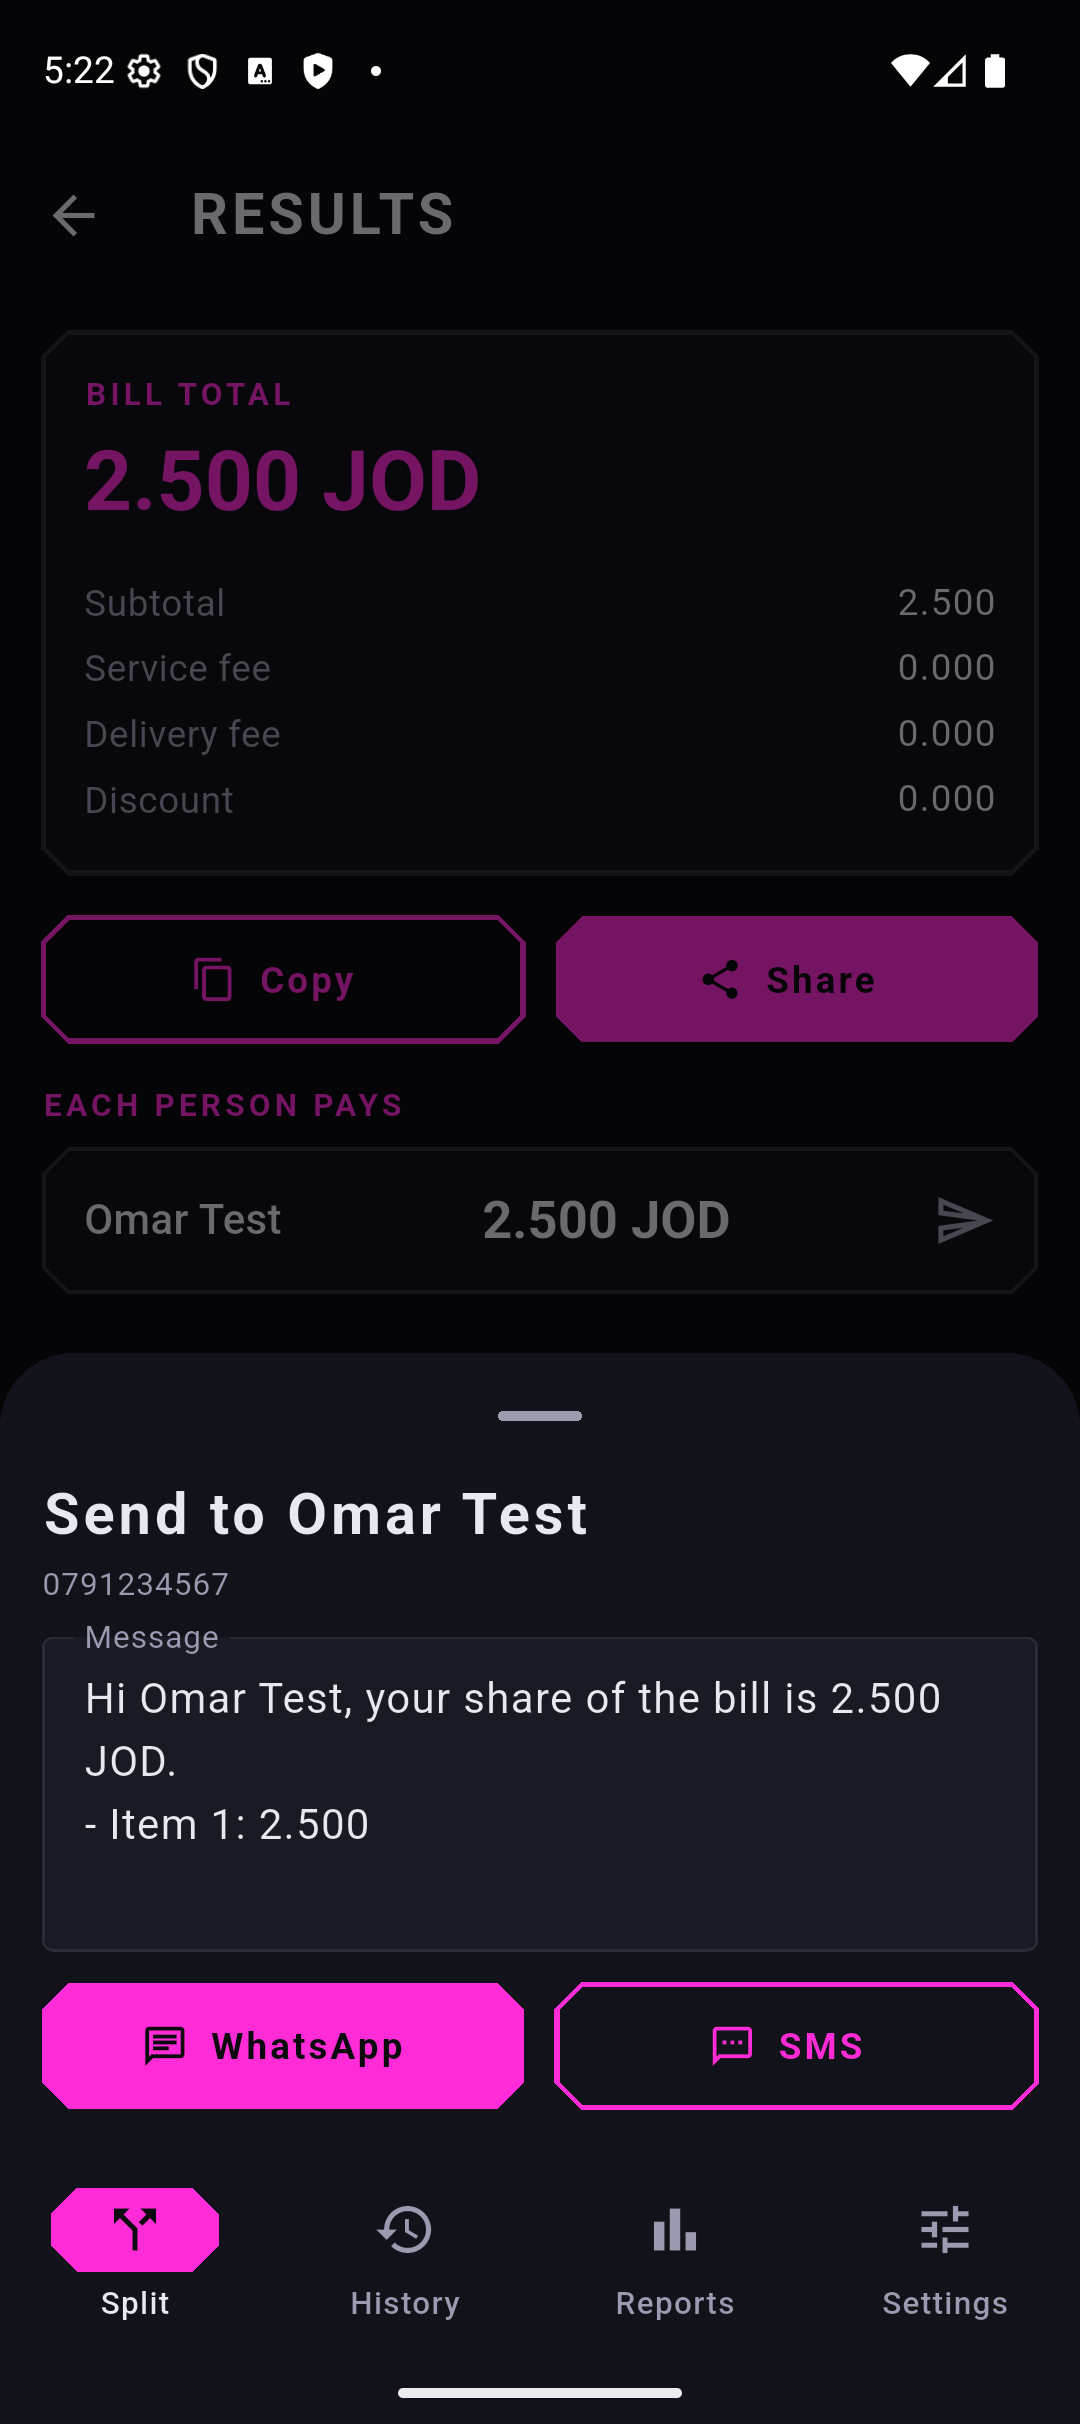 5:22
RESULTS
BILL TOTAL
2.500 JOD
Subtotal 2.500
Service fee 0.000
Delivery fee 0.000
Discount 0.000
Copy Share
EACH PERSON PAYS
Omar Test 2.500 JOD
Send to Omar Test
0791234567
Message
Hi Omar Test, your share of the bill is 2.500
JOD.
- Item 1: 2.500
WhatsApp SMS
Split History Reports Settings